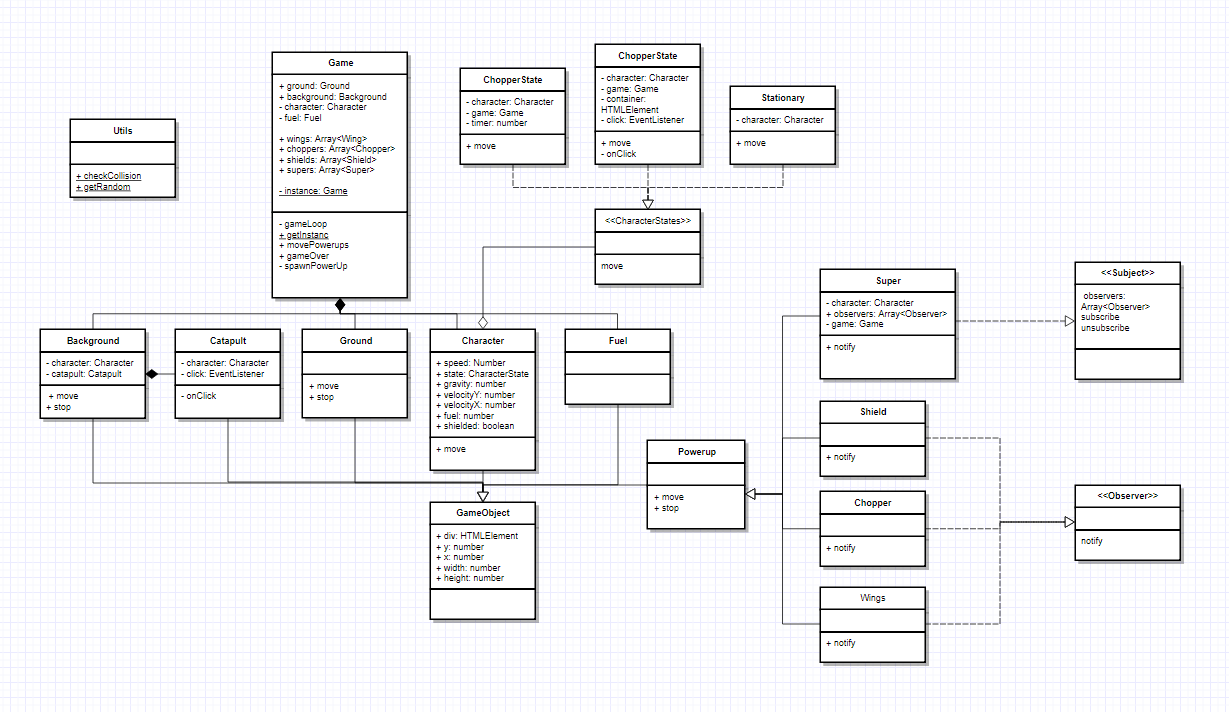 Game
+ ground: Ground
+ background: Background
- character: Character
- fuel: Fuel
+ wings: Array<Wing>
+ choppers: Array<Chopper>
+ shields: Array<Shield>
+ supers: Array<Super>
- instance: Game
- gameLoop
+ getInstanc
+ movePowerups
+ gameOver
- spawnPowerUp
ChopperState
- character: Character
- game: Game
- timer: number
+ move
ChopperState
- character: Character
- game: Game
- container:
HTMLElement
- click: EventListener
+ move
- onClick
Stationary
- character: Character
+ move
Utils
+ checkCollision
+ getRandom
<<CharacterStates>>
move
Super
- character: Character
+ observers: Array<Observer>
- game: Game
+ notify
<<Subject>>
observers:
Array<Observer>
subscribe
unsubscribe
Background
- character: Character
- catapult: Catapult
+ move
+ stop
Catapult
- character: Character
- click: EventListener
- onClick
Ground
+ move
+ stop
Character
+ speed: Number
+ state: CharacterState
+ gravity: number
+ velocityY: number
+ velocityX: number
+ fuel: number
+ shielded: boolean
+ move
Fuel
Shield
+ notify
Powerup
+ move
+ stop
Chopper
+ notify
<<Observer>>
notify
GameObject
+ div: HTMLElement
+ y: number
+ x: number
+ width: number
+ height: number
Wings
+ notify